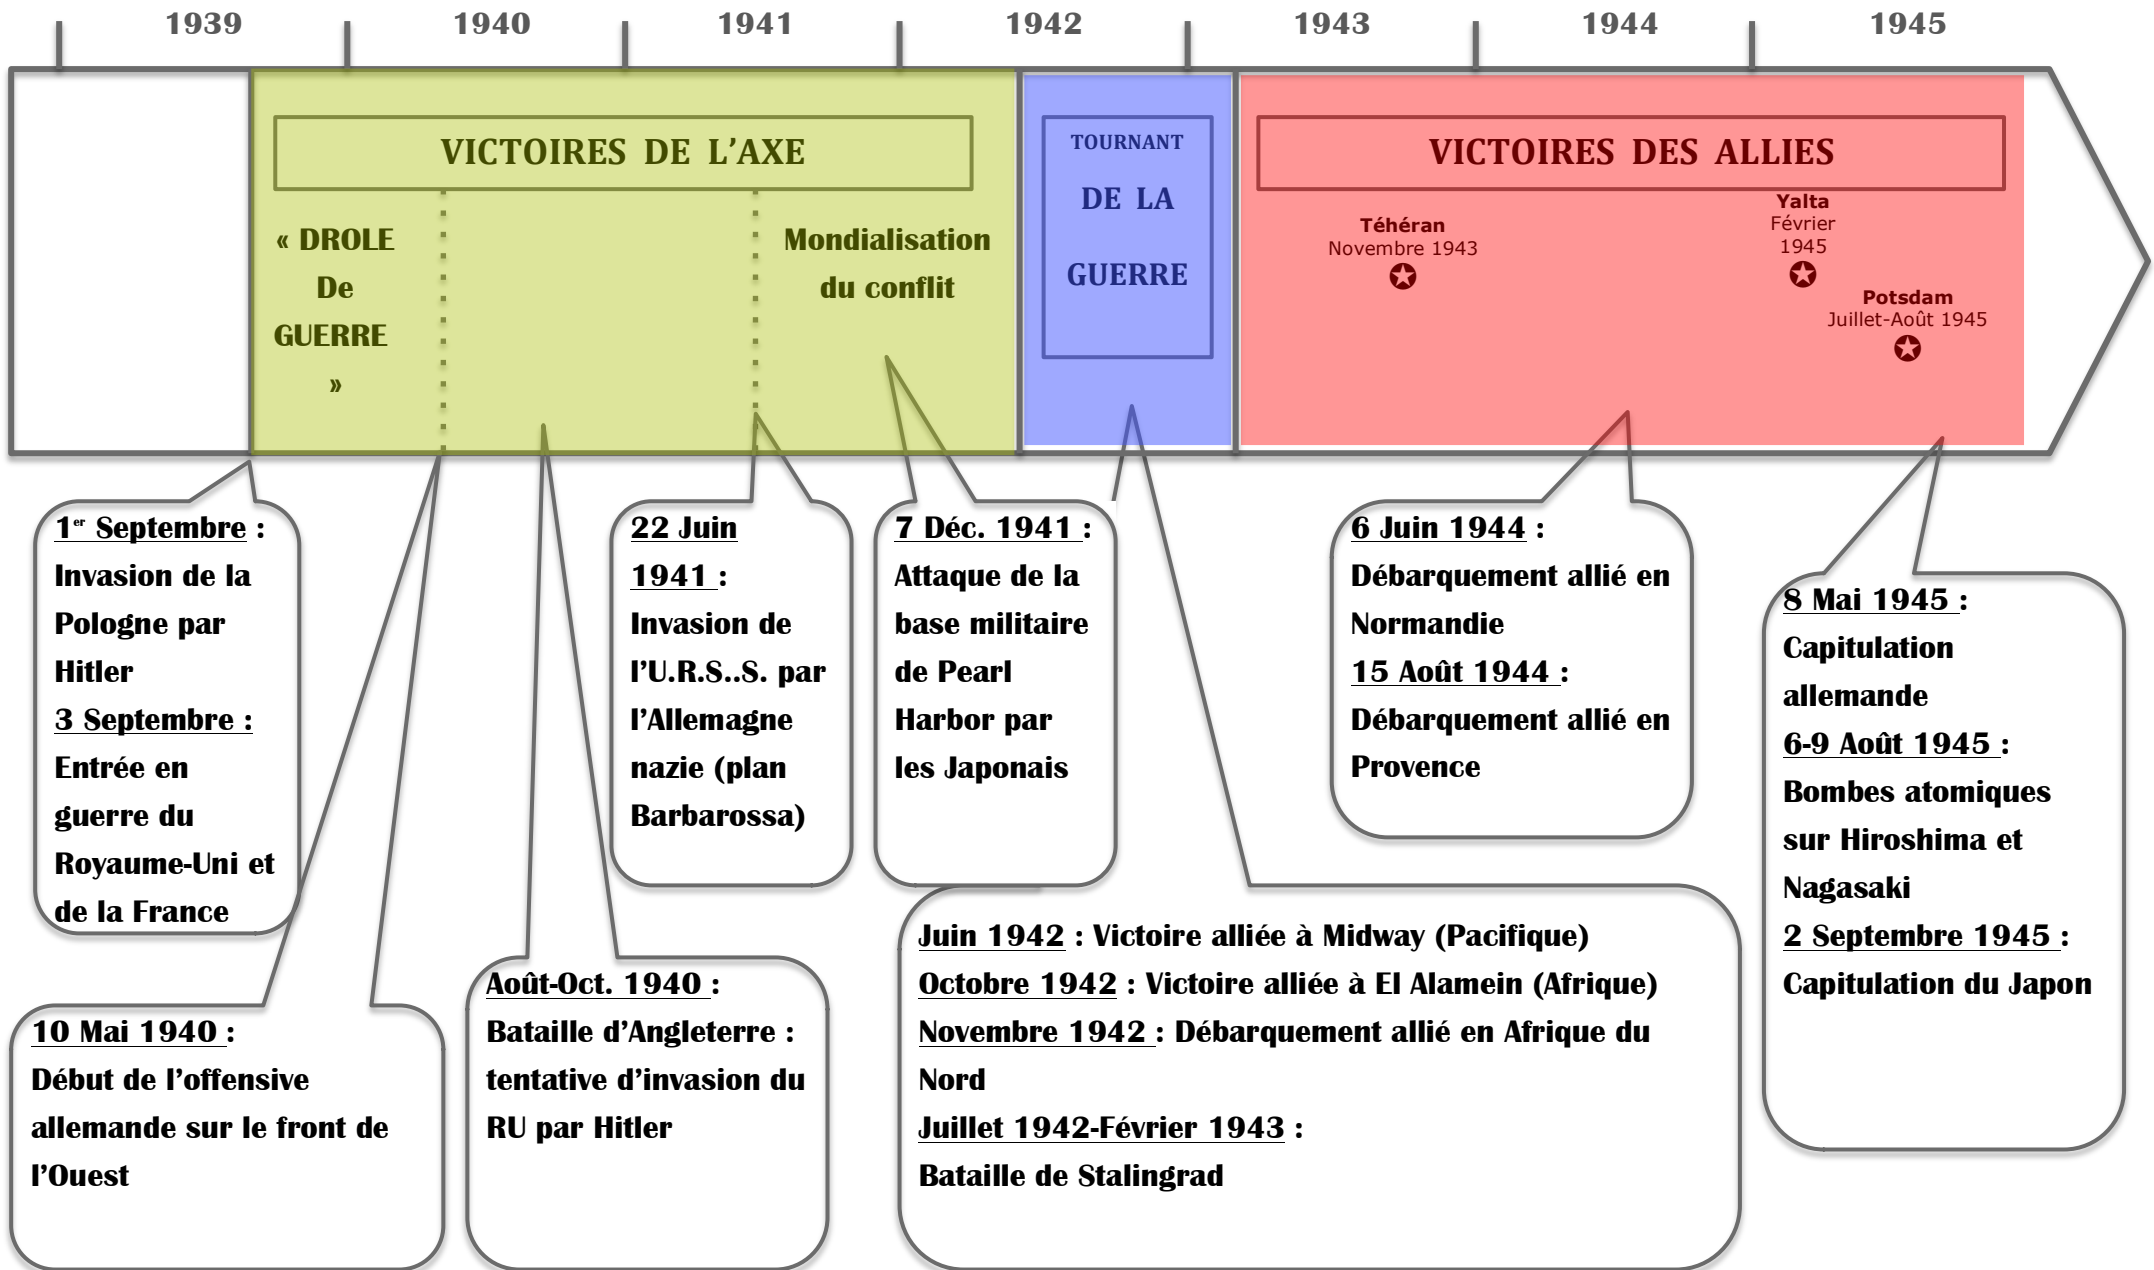 1939 1940 1941 1942 1943 1944 1945
VICTOIRES DE L’AXE
« DROLE
De
GUERRE
»
Mondialisation
du conflit
TOURNANT
DE LA
GUERRE
VICTOIRES DES ALLIES
Téhéran
Novembre 1943
Yalta
Février
1945
Potsdam
Juillet-Août 1945
1er Septembre :
Invasion de la
Pologne par
Hitler
3 Septembre :
Entrée en
guerre du
Royaume-Uni et
de la France
10 Mai 1940 :
Début de l’offensive
allemande sur le front de
l’Ouest
Août-Oct. 1940 :
Bataille d’Angleterre :
tentative d’invasion du
RU par Hitler
22 Juin
1941 :
Invasion de
l’U.R.S..S. par
l’Allemagne
nazie (plan
Barbarossa)
7 Déc. 1941 :
Attaque de la
base militaire
de Pearl
Harbor par
les Japonais
Juin 1942 : Victoire alliée à Midway (Pacifique)
Octobre 1942 : Victoire alliée à El Alamein (Afrique)
Novembre 1942 : Débarquement allié en Afrique du
Nord
Juillet 1942-Février 1943 :
Bataille de Stalingrad
6 Juin 1944 :
Débarquement allié en
Normandie
15 Août 1944 :
Débarquement allié en
Provence
8 Mai 1945 :
Capitulation
allemande
6-9 Août 1945 :
Bombes atomiques
sur Hiroshima et
Nagasaki
2 Septembre 1945 :
Capitulation du Japon